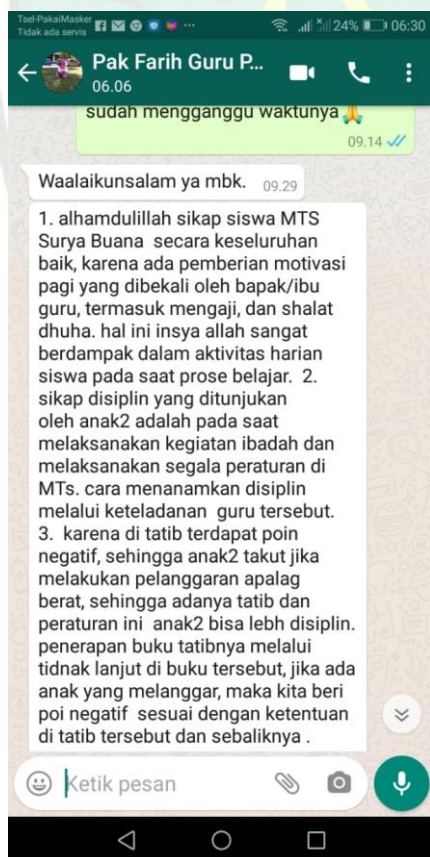 Tsel-PakaiMasker
Tidak ada servis
24% 06:30
Pak Farih Guru P...
06.06
sudah mengganggu waktunya🙏
09.14
Waalaikunsalam ya mbk. 09.29
1. alhamdulillah sikap siswa MTS
Surya Buana secara keseluruhan
baik, karena ada pemberian motivasi
pagi yang dibekali oleh bapak/ibu
guru, termasuk mengaji, dan shalat
dhuha. hal ini insya allah sangat
berdampak dalam aktivitas harian
siswa pada saat prose belajar. 2.
sikap disiplin yang ditunjukan
oleh anak2 adalah pada saat
melaksanakan kegiatan ibadah dan
melaksanakan segala peraturan di
MTs. cara menanamkan disiplin
melalui keteladanan guru tersebut.
3. karena di tatib terdapat poin
negatif, sehingga anak2 takut jika
melakukan pelanggaran apalag
berat, sehingga adanya tatib dan
peraturan ini anak2 bisa lebh disiplin.
penerapan buku tatibnya melalui
tidnak lanjut di buku tersebut, jika ada
anak yang melanggar, maka kita beri
poi negatif sesuai dengan ketentuan
di tatib tersebut dan sebaliknya .
Ketik pesan